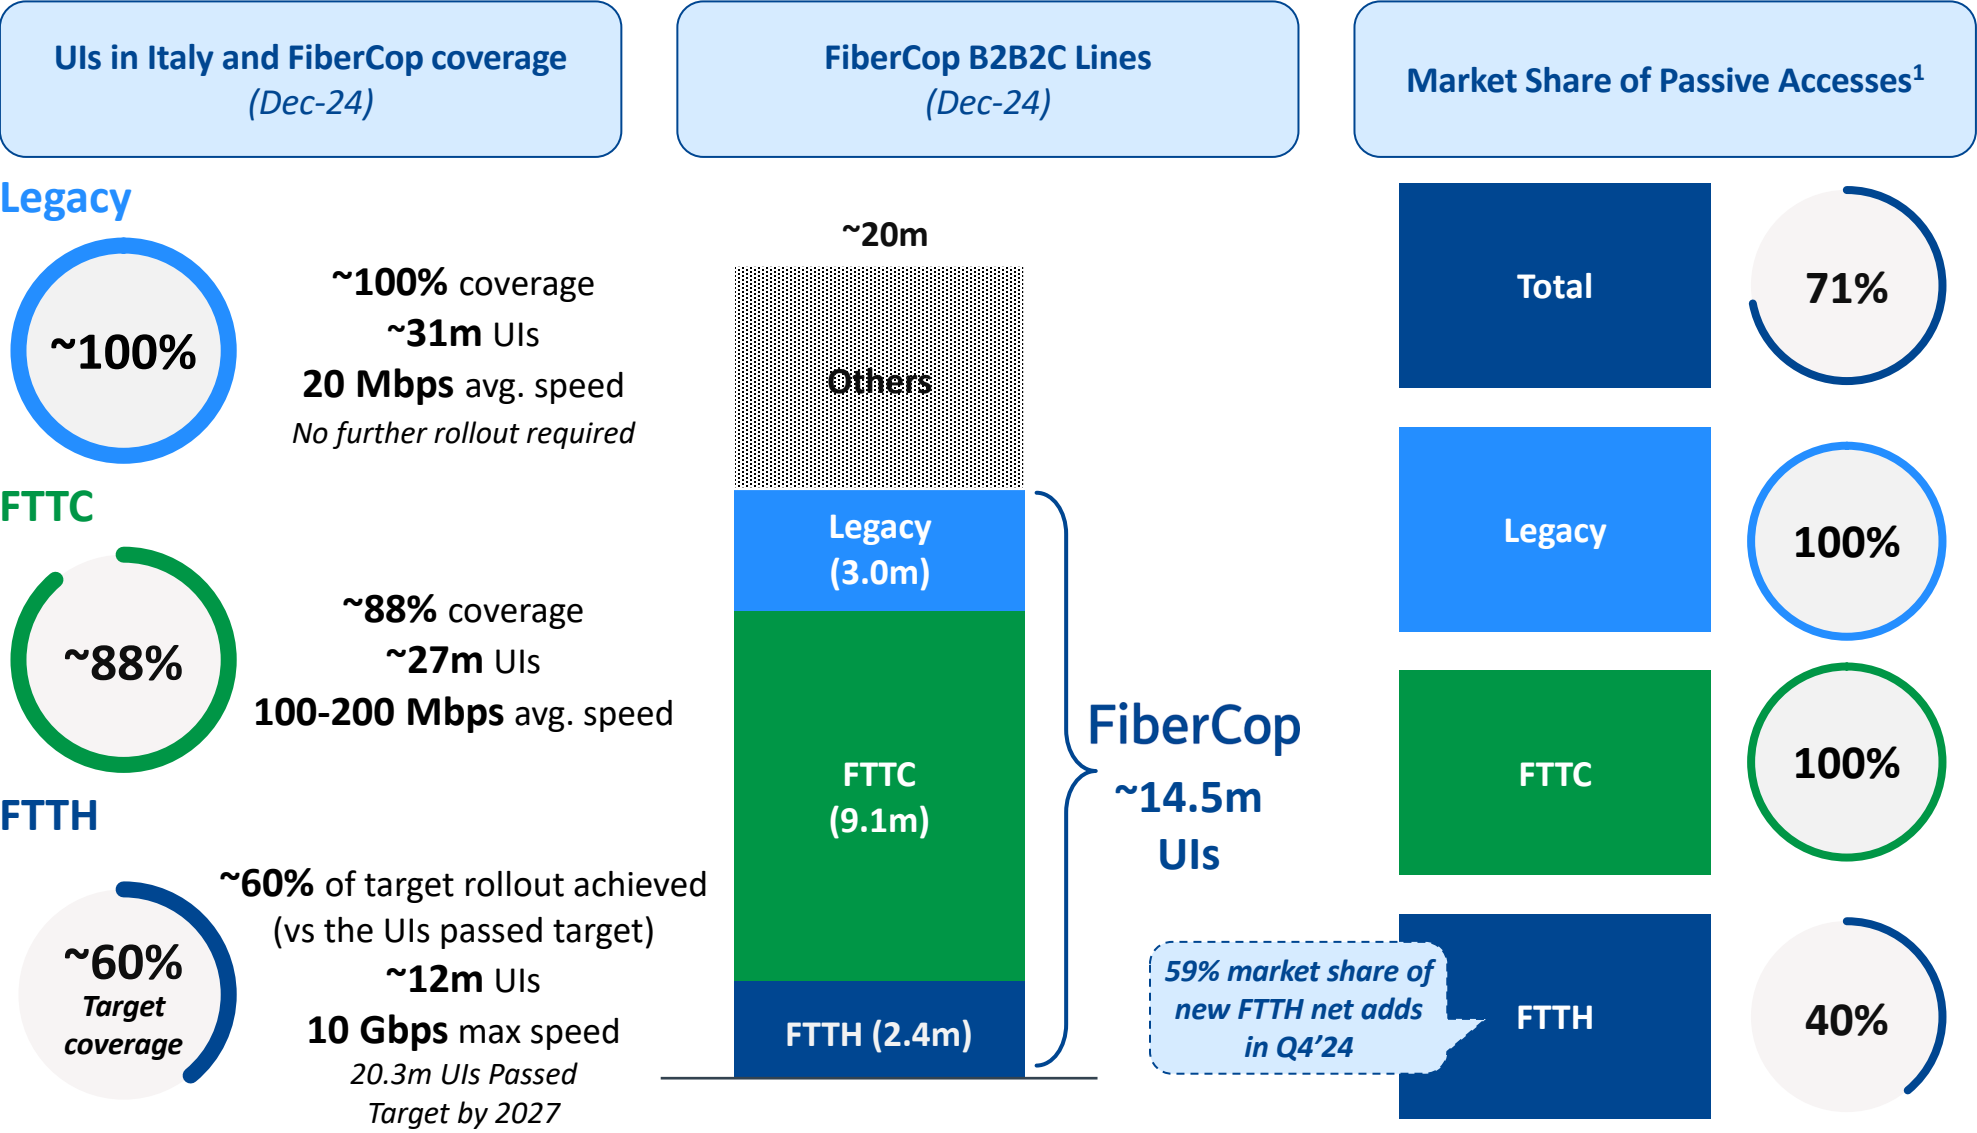 UIs in Italy and FiberCop coverage
(Dec-24)
FiberCop B2B2C Lines
(Dec-24)
Market Share of Passive Accesses¹
Legacy
~100%
~100% coverage
~31m UIs
20 Mbps avg. speed
No further rollout required
FTTC
~88%
~88% coverage
~27m UIs
100-200 Mbps avg. speed
FTTH
~60%
Target
coverage
~60% of target rollout achieved
(vs the UIs passed target)
~12m UIs
10 Gbps max speed
20.3m UIs Passed
Target by 2027
~20m
Others
Legacy
(3.0m)
FTTC
(9.1m)
FTTH (2.4m)
FiberCop
~14.5m
UIs
Total
71%
Legacy
100%
FTTC
100%
59% market share of
new FTTH net adds
in Q4’24
FTTH
40%